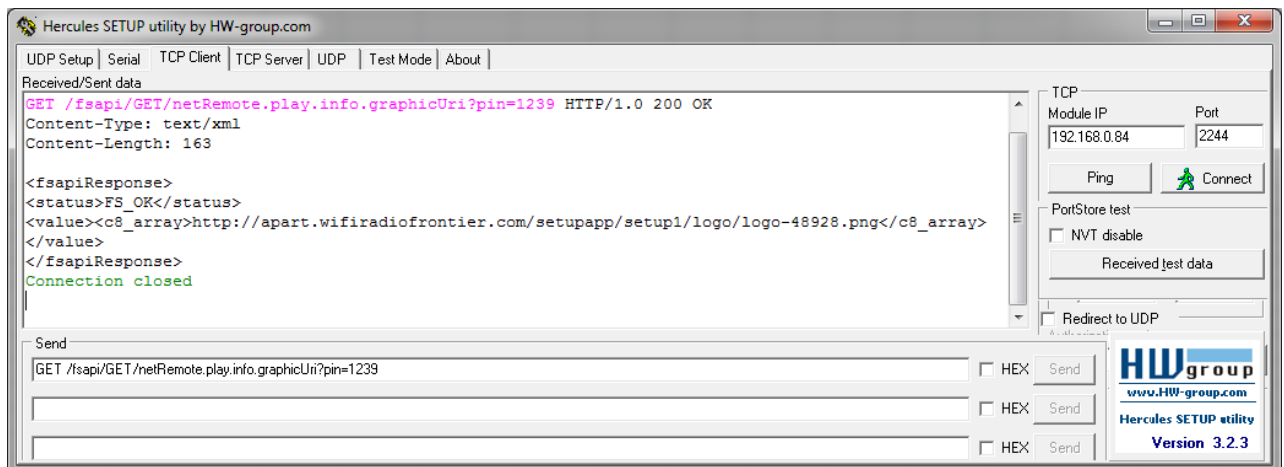 Hercules SETUP utility by HW-group.com
UDP Setup Serial TCP Client TCP Server UDP Test Mode About
Received/Sent data
GET /fsapi/GET/netRemote.play.info.graphicUri?pin=1239 HTTP/1.0 200 OK
Content-Type: text/xml
Content-Length: 163
<fsapiResponse>
<status>FS_OK</status>
<value><c8_array>http://apart.wifiradiofrontier.com/setupapp/setup1/logo/logo-48928.png</c8_array>
</value>
</fsapiResponse>
Connection closed
TCP
Module IP Port
192.168.0.84 2244
Ping Connect
PortStore test
NVT disable
Received test data
Redirect to UDP
Send
GET /fsapi/GET/netRemote.play.info.graphicUri?pin=1239 HEX Send
HEX Send
HEX Send
HW group
www.HW-group.com
Hercules SETUP utility
Version 3.2.3